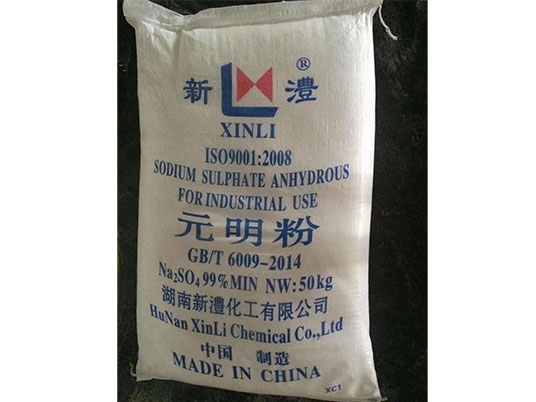 新 澧 ®
XINLI
ISO9001:2008
SODIUM SULPHATE ANHYDROUS
FOR INDUSTRIAL USE
元明粉
GB/T 6009-2014
Na₂SO₄ 99% MIN NW:50kg
湖南新澧化工有限公司
HuNan XinLi Chemical Co.,Ltd
中国 制造
MADE IN CHINA
XC1